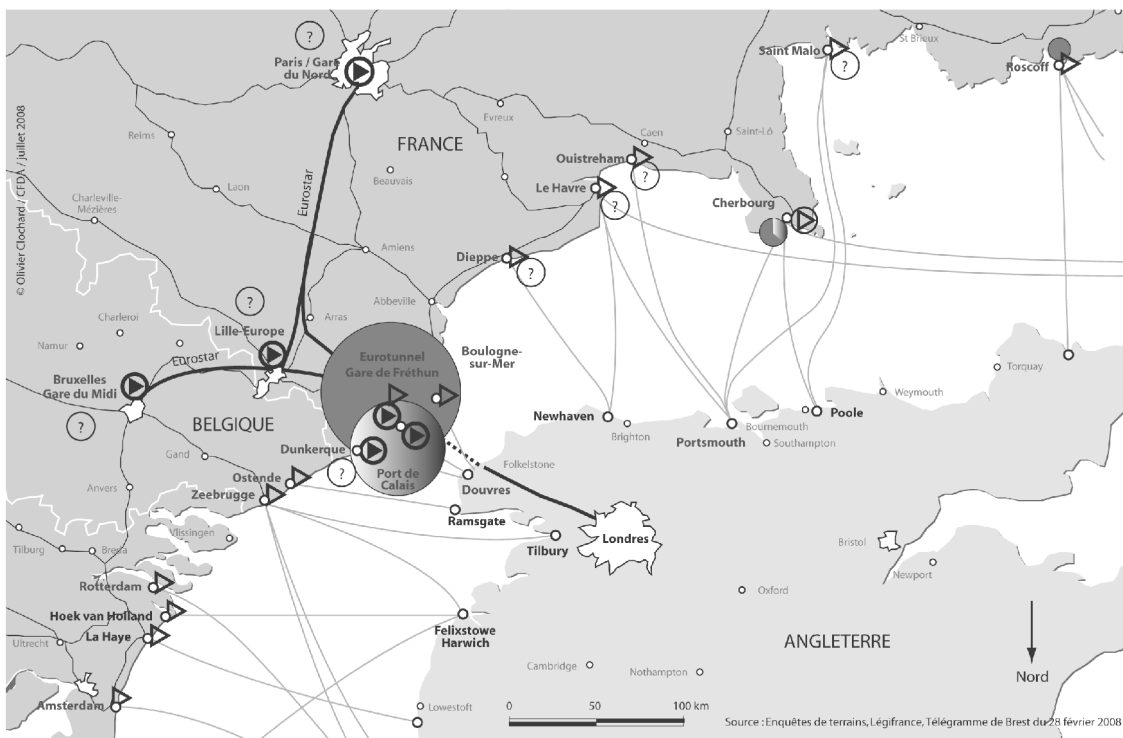 ?
Saint Malo
St Brieux
Paris / Gare
du Nord
?
Roscoff
© Olivier Clochard / CFDA / juillet 2008
Evreux
Reims
FRANCE
Caen
Saint-Lô
Ouistreham
Beauvais
?
Laon
Le Havre
Eurostar
Charleville-
Mézières
?
Cherbourg
Amiens
Dieppe
?
?
Abbeville
Charleroi
Arras
Lille-Europe
Namur
Boulogne-
sur-Mer
Eurotunnel
Gare de Fréthun
Eurostar
Torquay
Bruxelles
Gare du Midi
Weymouth
Newhaven
Poole
?
BELGIQUE
Brighton
Bournemouth
Portsmouth
Southampton
Dunkerque
Gand
Folkelstone
?
Port de
Calais
Ostende
Anvers
Douvres
Zeebrugge
Ramsgate
Vlissingen
Tilbury
Londres
Bristol
Tilburg
Breda
Newport
Rotterdam
Oxford
Hoek van Holland
Felixstowe
Harwich
La Haye
Ultrecht
ANGLETERRE
Cambridge
Nothampton
Nord
Amsterdam
Lowestoft
0
50
100 km
Source : Enquêtes de terrains, Légifrance, Télégramme de Brest du 28 février 2008